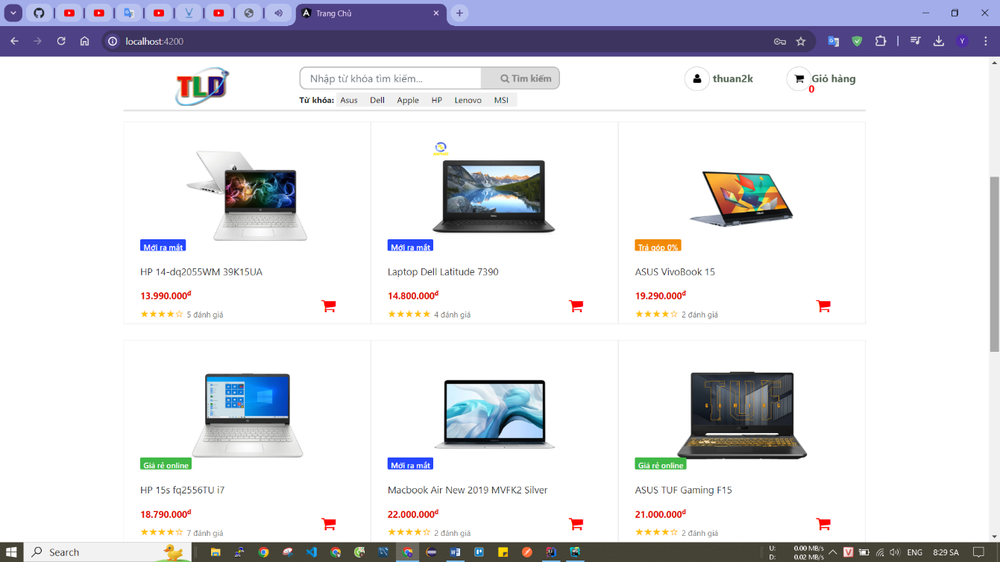 Trang Chủ
localhost:4200
Y
TLD
Nhập từ khóa tìm kiếm...
Tìm kiếm
thuan2k
Giỏ hàng
0
Từ khóa: Asus Dell Apple HP Lenovo MSI
Mới ra mắt
Mới ra mắt
Trả góp 0%
HP 14-dq2055WM 39K15UA
Laptop Dell Latitude 7390
ASUS VivoBook 15
13.990.000đ
14.800.000đ
19.290.000đ
★★★★☆ 5 đánh giá
★★★★★ 4 đánh giá
★★★★☆ 2 đánh giá
TUF
GAMING
Giá rẻ online
Mới ra mắt
Giá rẻ online
HP 15s fq2556TU i7
Macbook Air New 2019 MVFK2 Silver
ASUS TUF Gaming F15
18.790.000đ
22.000.000đ
21.000.000đ
★★★★☆ 7 đánh giá
★★★★☆ 2 đánh giá
★★★★☆ 2 đánh giá
Search
U: 0.00 MB/s
D: 0.02 MB/s
ENG
8:29 SA